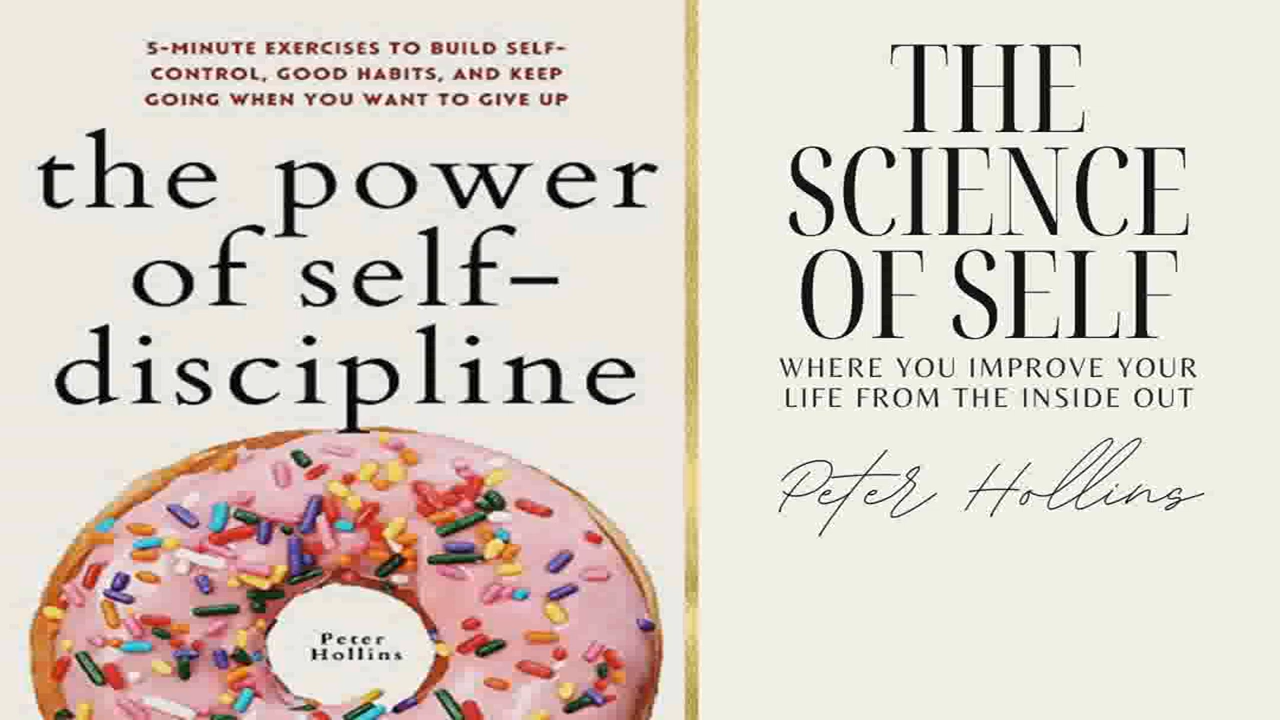 5-MINUTE EXERCISES TO BUILD SELF-
CONTROL, GOOD HABITS, AND KEEP
GOING WHEN YOU WANT TO GIVE UP
the power
of self-
discipline
Peter
Hollins
THE
SCIENCE
OF SELF
WHERE YOU IMPROVE YOUR
LIFE FROM THE INSIDE OUT
Peter Hollins